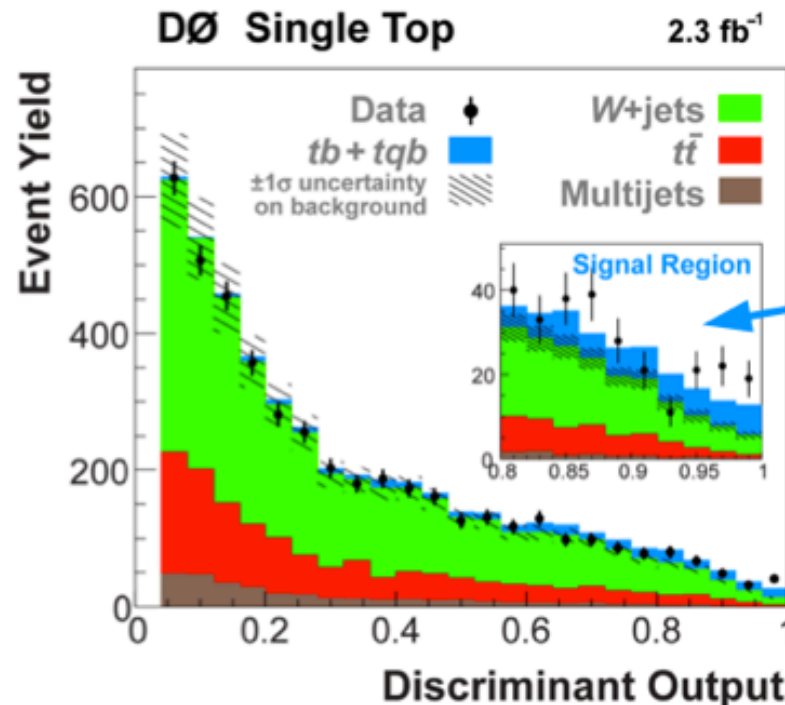 DØ Single Top 2.3 fb⁻¹
Event Yield
Data
tb + tqb
±1σ uncertainty
on background
W+jets
tt̄
Multijets
600
400
200
0
Signal Region
40
20
0
0.8 0.85 0.9 0.95 1
0 0.2 0.4 0.6 0.8 1
Discriminant Output